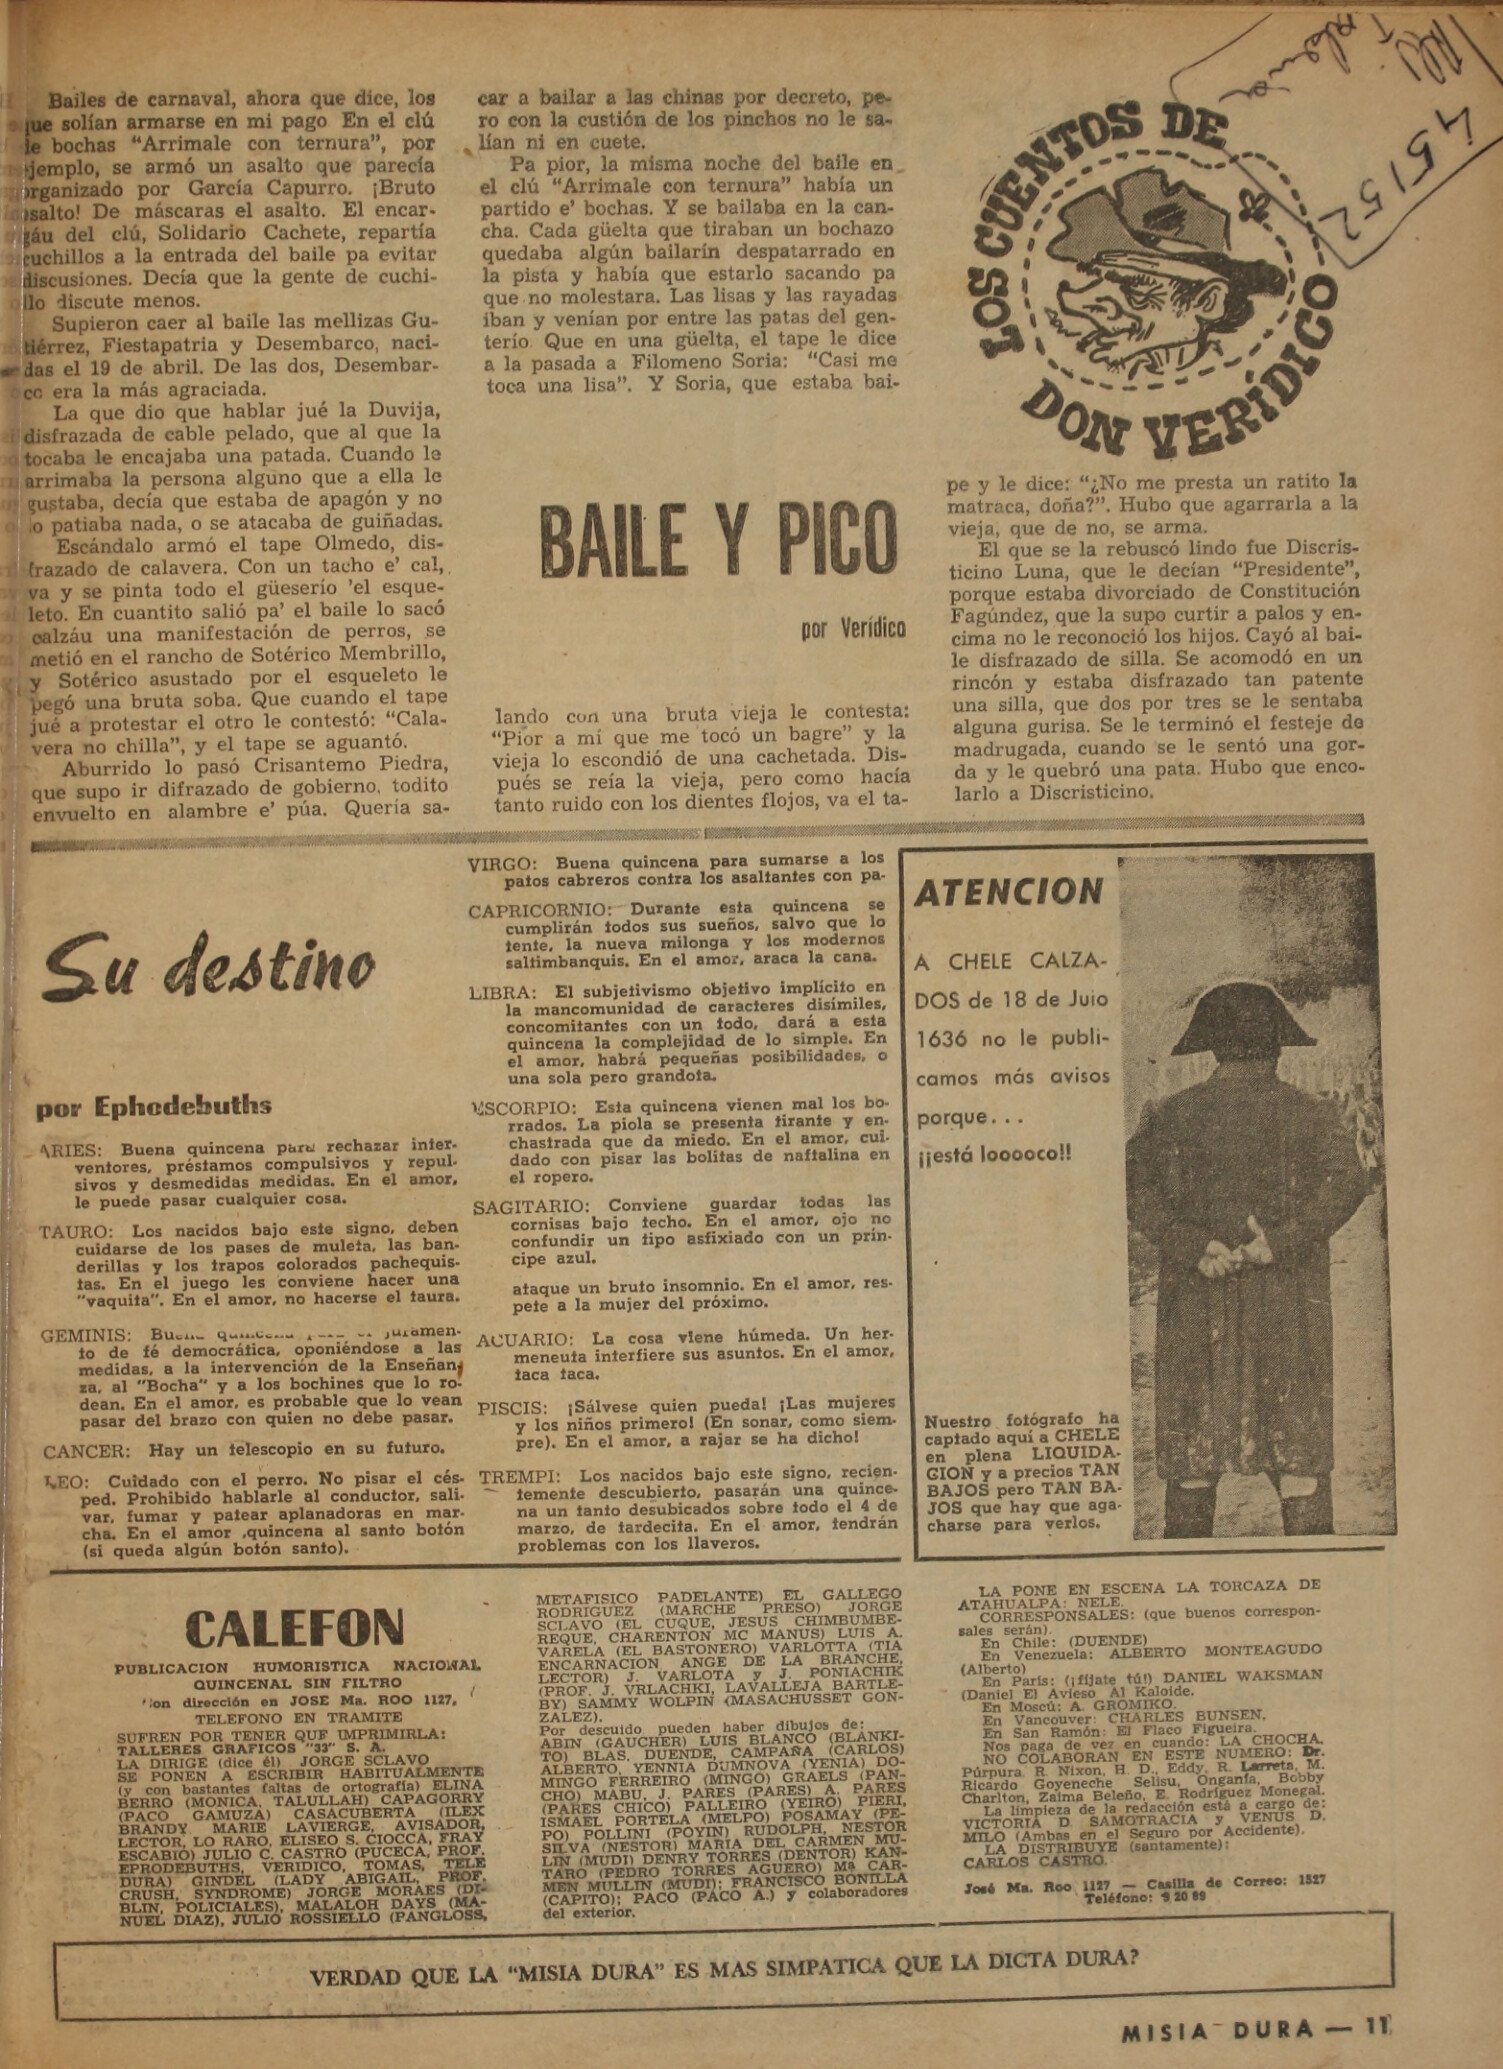 Bailes de carnaval, ahora que dice, los
que solían armarse en mi pago En el clú
de bochas "Arrimale con ternura", por
ejemplo, se armó un asalto que parecía
organizado por García Capurro. ¡Bruto
asalto! De máscaras el asalto. El encar-
gáu del clú, Solidario Cachete, repartía
cuchillos a la entrada del baile pa evitar
discusiones. Decía que la gente de cuchi-
llo discute menos.
Supieron caer al baile las mellizas Gu-
tiérrez, Fiestapatria y Desembarco, naci-
das el 19 de abril. De las dos, Desembar-
co era la más agraciada.
La que dio que hablar jué la Duvija,
disfrazada de cable pelado, que al que la
tocaba le encajaba una patada. Cuando le
arrimaba la persona alguno que a ella le
gustaba, decía que estaba de apagón y no
lo patiaba nada, o se atacaba de guiñadas.
Escándalo armó el tape Olmedo, dis-
frazado de calavera. Con un tacho e' cal,
va y se pinta todo el güeserío 'el esque-
leto. En cuantito salió pa' el baile lo sacó
calzáu una manifestación de perros, se
metió en el rancho de Sotérico Membrillo,
y Sotérico asustado por el esqueleto le
pegó una bruta soba. Que cuando el tape
jué a protestar el otro le contestó: "Cala-
vera no chilla", y el tape se aguantó.
Aburrido lo pasó Crisantemo Piedra,
que supo ir difrazado de gobierno, todito
envuelto en alambre e' púa. Quería sa-
car a bailar a las chinas por decreto, pe-
ro con la custión de los pinchos no le sa-
lían ni en cuete.
Pa pior, la misma noche del baile en
el clú "Arrimale con ternura" había un
partido e' bochas. Y se bailaba en la can-
cha. Cada güelta que tiraban un bochazo
quedaba algún bailarín despatarrado en
la pista y había que estarlo sacando pa
que no molestara. Las lisas y las rayadas
iban y venían por entre las patas del gen-
terío Que en una güelta, el tape le dice
a la pasada a Filomeno Soria: "Casi me
toca una lisa". Y Soria, que estaba bai-
BAILE Y PICO
por Verídico
lando con una bruta vieja le contesta:
"Pior a mí que me tocó un bagre" y la
vieja lo escondió de una cachetada. Dis-
pués se reía la vieja, pero como hacía
tanto ruido con los dientes flojos, va el ta-
45152
LOS CUENTOS DE
DON VERÍDICO
pe y le dice: "¿No me presta un ratito la
matraca, doña?". Hubo que agarrarla a la
vieja, que de no, se arma.
El que se la rebuscó lindo fue Discris-
ticino Luna, que le decían "Presidente",
porque estaba divorciado de Constitución
Fagúndez, que la supo curtir a palos y en-
cima no le reconoció los hijos. Cayó al bai-
le disfrazado de silla. Se acomodó en un
rincón y estaba disfrazado tan patente
una silla, que dos por tres se le sentaba
alguna gurisa. Se le terminó el festeje de
madrugada, cuando se le sentó una gor-
da y le quebró una pata. Hubo que enco-
larlo a Discristicino.
Su destino
por Ephodebuths
ARIES: Buena quincena para rechazar inter-
ventores, préstamos compulsivos y repul-
sivos y desmedidas medidas. En el amor,
le puede pasar cualquier cosa.
TAURO: Los nacidos bajo este signo, deben
cuidarse de los pases de muleta, las ban-
derillas y los trapos colorados pachequis-
tas. En el juego les conviene hacer una
"vaquita". En el amor, no hacerse el taura.
GEMINIS: Buena quincena para el juramen-
to de fé democrática, oponiéndose a las
medidas, a la intervención de la Enseñan-
za, al "Bocha" y a los bochines que lo ro-
dean. En el amor, es probable que lo vean
pasar del brazo con quien no debe pasar.
CANCER: Hay un telescopio en su futuro.
LEO: Cuidado con el perro. No pisar el cés-
ped. Prohibido hablarle al conductor, sali-
var, fumar y patear aplanadoras en mar-
cha. En el amor ,quincena al santo botón
(si queda algún botón santo).
VIRGO: Buena quincena para sumarse a los
patos cabreros contra los asaltantes con pa-
CAPRICORNIO: Durante esta quincena se
cumplirán todos sus sueños, salvo que lo
tente, la nueva milonga y los modernos
saltimbanquis. En el amor, araca la cana.
LIBRA: El subjetivismo objetivo implícito en
la mancomunidad de caracteres disímiles,
concomitantes con un todo, dará a esta
quincena la complejidad de lo simple. En
el amor, habrá pequeñas posibilidades, o
una sola pero grandota.
ESCORPIO: Esta quincena vienen mal los bo-
rrados. La piola se presenta tirante y en-
chastrada que da miedo. En el amor, cui-
dado con pisar las bolitas de naftalina en
el ropero.
SAGITARIO: Conviene guardar todas las
cornisas bajo techo. En el amor, ojo no
confundir un tipo asfixiado con un prín-
cipe azul.
ataque un bruto insomnio. En el amor, res-
pete a la mujer del próximo.
ACUARIO: La cosa viene húmeda. Un her-
meneuta interfiere sus asuntos. En el amor,
taca taca.
PISCIS: ¡Sálvese quien pueda! ¡Las mujeres
y los niños primero! (En sonar, como siem-
pre). En el amor, a rajar se ha dicho!
TREMPI: Los nacidos bajo este signo, recien-
temente descubierto, pasarán una quince-
na un tanto desubicados sobre todo el 4 de
marzo, de tardecita. En el amor, tendrán
problemas con los llaveros.
ATENCION
A CHELE CALZA-
DOS de 18 de Juio
1636 no le publi-
camos más avisos
porque...
¡¡está looooco!!
Nuestro fotógrafo ha
captado aquí a CHELE
en plena LIQUIDA-
CION y a precios TAN
BAJOS pero TAN BA-
JOS que hay que aga-
charse para verlos.
CALEFON
PUBLICACION HUMORISTICA NACIONAL
QUINCENAL SIN FILTRO
Con dirección en JOSE Ma. ROO 1127,
TELEFONO EN TRAMITE
SUFREN POR TENER QUE IMPRIMIRLA:
TALLERES GRAFICOS "33" S. A.
LA DIRIGE (dice él) JORGE SCLAVO
SE PONEN A ESCRIBIR HABITUALMENTE
(y con bastantes faltas de ortografía) ELINA
BERRO (MONICA, TALULLAH) CAPAGORRY
(PACO GAMUZA) CASACUBERTA (ILEX
BRANDY MARIE LAVIERGE, AVISADOR,
LECTOR, LO RARO, ELISEO S. CIOCCA, FRAY
ESCABIO) JULIO C. CASTRO (PUCECA, PROF.
EPRODEBUTHS, VERIDICO, TOMAS, TELE
DURA) GINDEL (LADY ABIGAIL, PROF.
CRUSH, SYNDROME) JORGE MORAES (DI-
BLIN, POLICIALES), MALALOH DAYS (MA-
NUEL DIAZ), JULIO ROSSIELLO (PANGLOSS,
METAFISICO PADELANTE) EL GALLEGO
RODRIGUEZ (MARCHE PRESO) JORGE
SCLAVO (EL CUQUE, JESUS CHIMBUMBE-
REQUE, CHARENTON MC MANUS) LUIS A.
VARELA (EL BASTONERO) VARLOTTA (TIA
ENCARNACION, ANGE DE LA BRANCHE,
LECTOR) J. VARLOTA y J. PONIACHIK
(PROF. J. VRLACHKI, LAVALLEJA BARTLE-
BY) SAMMY WOLPIN (MASACHUSSET GON-
ZALEZ).
Por descuido pueden haber dibujos de:
ABIN (GAUCHER) LUIS BLANCO (BLANKI-
TO) BLAS, DUENDE, CAMPAÑA (CARLOS)
ALBERTO, YENNIA DUMNOVA (YENIA) DO-
MINGO FERREIRO (MINGO) GRAELS (PAN-
CHO) MABU, J. PARES (PARES) A. PARES
(PARES CHICO) PALLEIRO (YEIRO) PIERI,
ISMAEL PORTELA (MELPO) POSAMAY (PE-
PO) POLLINI (POYIN) RUDOLPH, NESTOR
SILVA (NESTOR) MARIA DEL CARMEN MU-
LIN (MUDI) DENRY TORRES (DENTOR) KAN-
TARO (PEDRO TORRES AGUERO) Mª CAR-
MEN MULLIN (MUDI); FRANCISCO BONILLA
(CAPITO); PACO (PACO A.) y colaboradores
del exterior.
LA PONE EN ESCENA LA TORCAZA DE
ATAHUALPA: NELE.
CORRESPONSALES: (que buenos correspon-
sales serán).
En Chile: (DUENDE)
En Venezuela: ALBERTO MONTEAGUDO
(Alberto)
En París: (¡fíjate tú!) DANIEL WAKSMAN
(Daniel El Avieso Al Kaloide.
En Moscú: A. GROMIKO.
En Vancouver: CHARLES BUNSEN.
En San Ramón: El Flaco Figueira.
Nos paga de vez en cuando: LA CHOCHA.
NO COLABORAN EN ESTE NUMERO: Dr.
Púrpura R. Nixon, H. D., Eddy, R. Larreta, M.
Ricardo Goyeneche Selisu, Onganía, Bobby
Charlton, Zaima Beleño, E. Rodríguez Monegal.
La limpieza de la redacción está a cargo de:
VICTORIA D. SAMOTRACIA y VENUS D.
MILO (Ambas en el Seguro por Accidente).
LA DISTRIBUYE (santamente):
CARLOS CASTRO.
José Ma. Roo 1127 — Casilla de Correo: 1527
Teléfono: 9 20 69
VERDAD QUE LA "MISIA DURA" ES MAS SIMPATICA QUE LA DICTA DURA?
MISIA DURA — 11